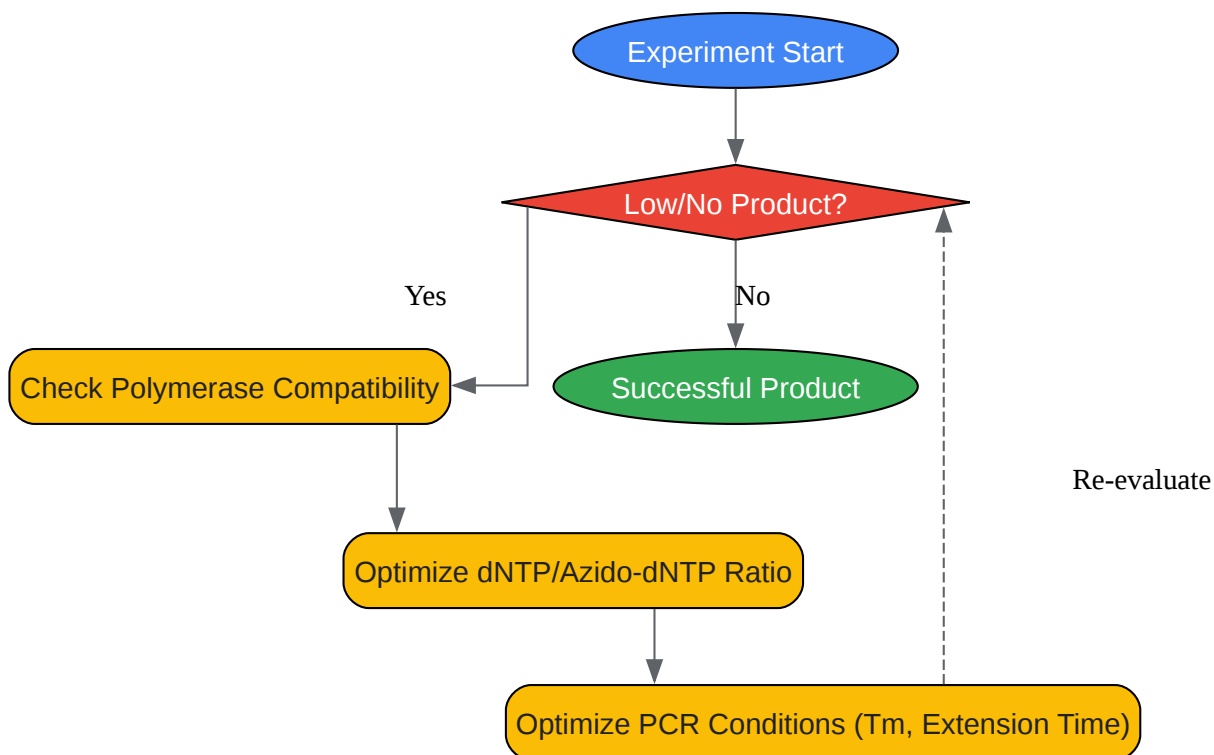 Experiment Start
Low/No Product?
Yes
No
Check Polymerase Compatibility
Successful Product
Re-evaluate
Optimize dNTP/Azido-dNTP Ratio
Optimize PCR Conditions (Tm, Extension Time)